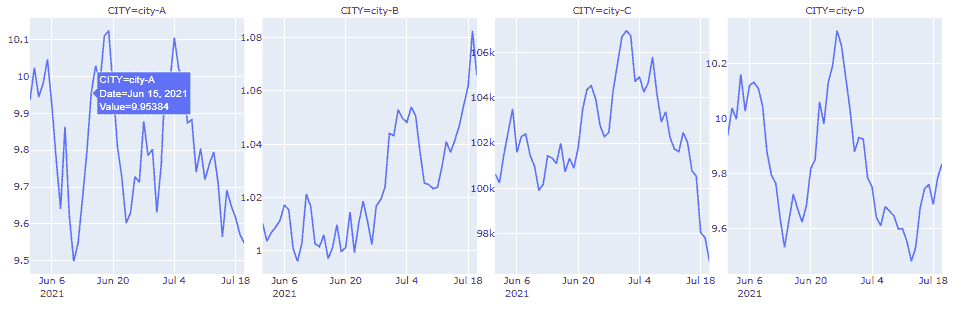 CITY=city-A
CITY=city-B
CITY=city-C
CITY=city-D
10.1
10
9.9
9.8
9.7
9.6
9.5
CITY=city-A
Date=Jun 15, 2021
Value=9.95384
Jun 6
2021
Jun 20
Jul 4
Jul 18
1.08
1.06
1.04
1.02
1
Jun 6
2021
Jun 20
Jul 4
Jul 18
106k
104k
102k
100k
98k
Jun 6
2021
Jun 20
Jul 4
Jul 18
10.2
10
9.8
9.6
Jun 6
2021
Jun 20
Jul 4
Jul 18